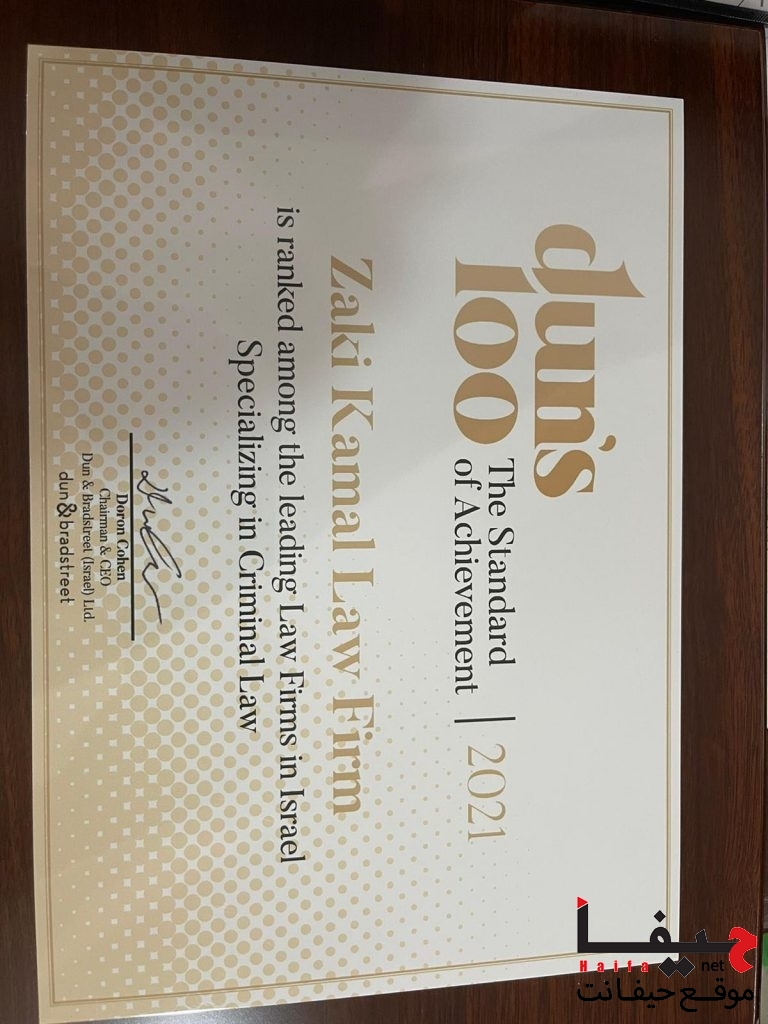 dun's
100
The Standard
of Achievement
2021
Zaki Kamal Law Firm
is ranked among the leading Law Firms in Israel
Specializing in Criminal Law
Doron Cohen
Chairman & CEO
Dun & Bradstreet (Israel) Ltd.
dun&bradstreet
حيفا
Haifa net
موقع حيفانت